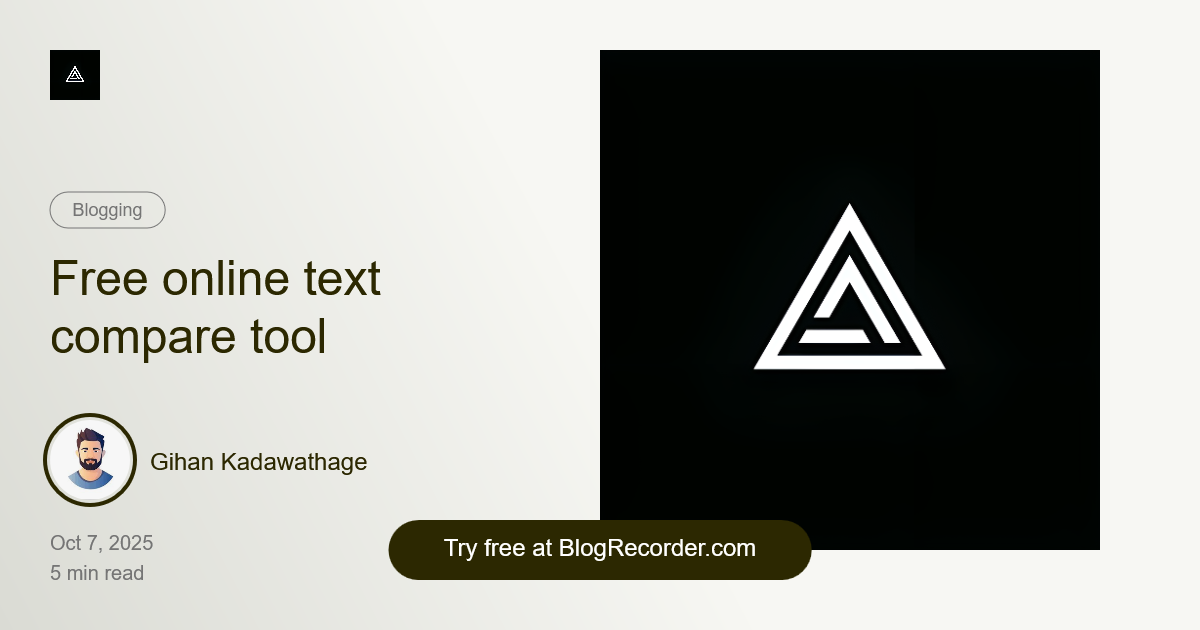 Blogging
Free online text
compare tool
Gihan Kadawathage
Oct 7, 2025
5 min read
Try free at BlogRecorder.com